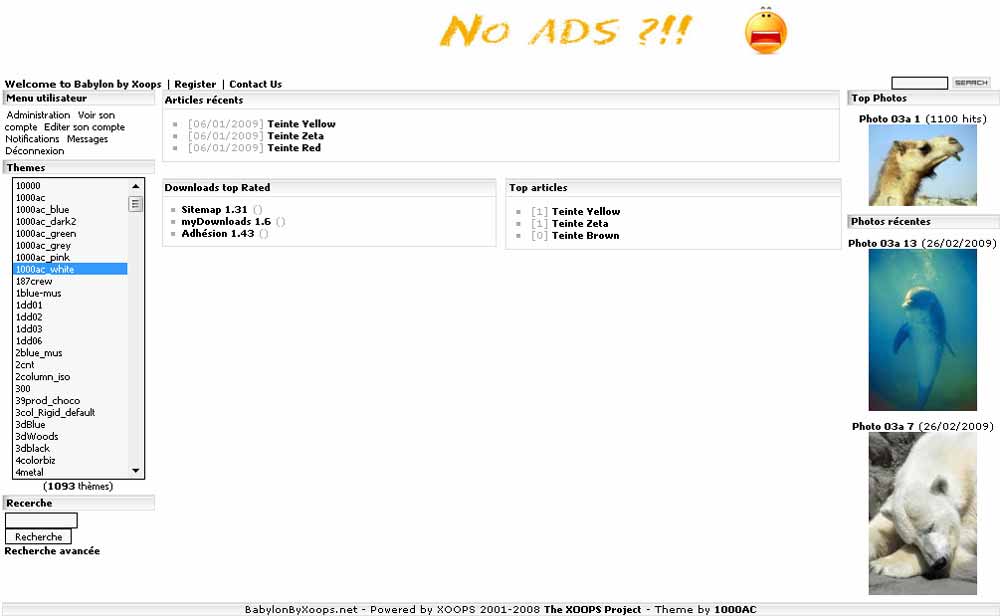 No ADS ?!!
Welcome to Babylon by Xoops | Register | Contact Us
SEARCH
Menu utilisateur
Administration Voir son
compte Editer son compte
Notifications Messages
Déconnexion
Themes
10000
1000ac
1000ac_blue
1000ac_dark2
1000ac_green
1000ac_grey
1000ac_pink
1000ac_white
187crew
1blue-mus
1dd01
1dd02
1dd03
1dd06
2blue_mus
2cnt
2column_iso
300
39prod_choco
3col_Rigid_default
3dBlue
3dWoods
3dblack
4colorbiz
4metal
(1093 thèmes)
Recerche
Recherche
Recherche avancée
Articles récents
[06/01/2009] Teinte Yellow
[06/01/2009] Teinte Zeta
[06/01/2009] Teinte Red
Downloads top Rated
Sitemap 1.31 ()
myDownloads 1.6 ()
Adhésion 1.43 ()
Top articles
[1] Teinte Yellow
[1] Teinte Zeta
[0] Teinte Brown
Top Photos
Photo 03a 1 (1100 hits)
Photos récentes
Photo 03a 13 (26/02/2009)
Photo 03a 7 (26/02/2009)
BabylonByXoops.net - Powered by XOOPS 2001-2008 The XOOPS Project - Theme by 1000AC